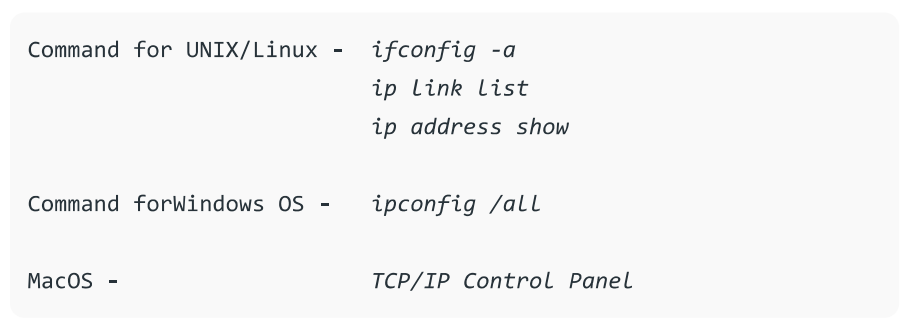 Command for UNIX/Linux -  ifconfig -a
ip link list
ip address show
Command forWindows OS -  ipconfig /all
MacOS -  TCP/IP Control Panel